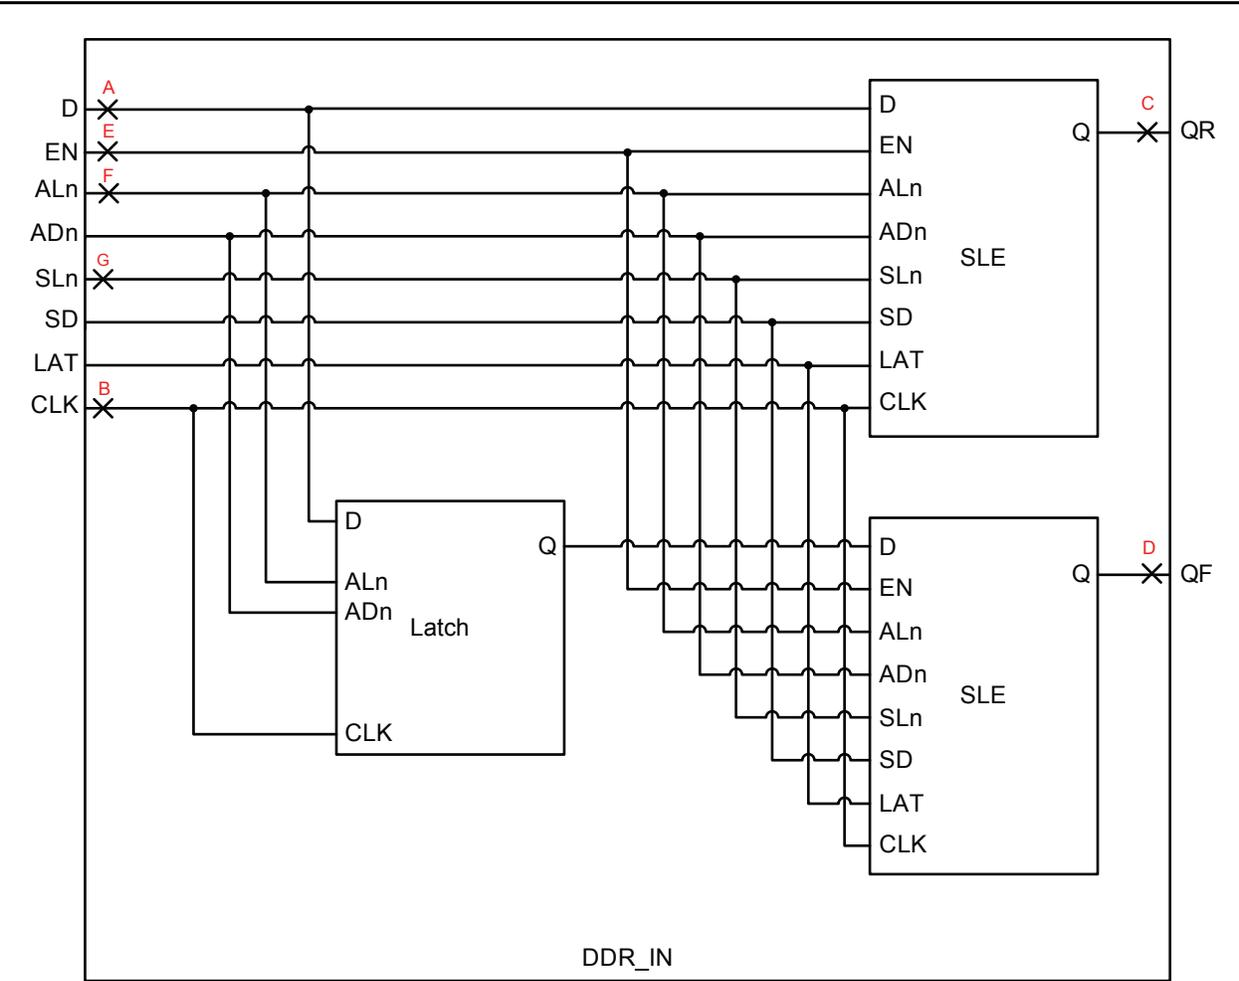 A
D
D
C
E
Q
QR
EN
EN
F
ALn
ALn
ADn
ADn
G
SLE
SLn
SLn
SD
SD
LAT
LAT
B
CLK
CLK
D
Q
D
D
Q
QF
ALn
EN
ADn
Latch
ALn
ADn
SLE
SLn
CLK
SD
LAT
CLK
DDR_IN